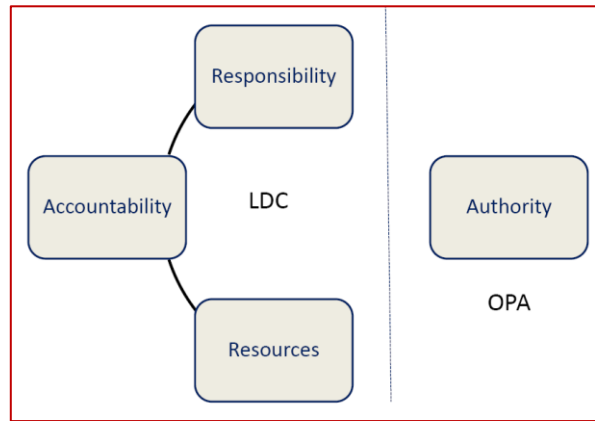 Responsibility
Accountability
LDC
Authority
OPA
Resources